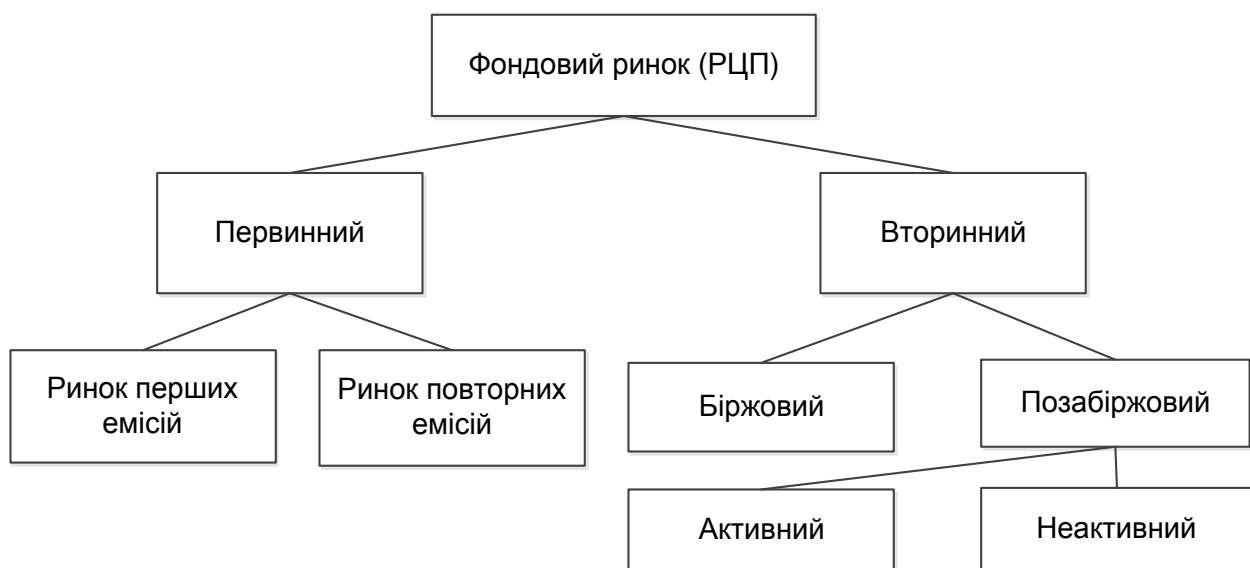 Фондовий ринок (РЦП)
Первинний
Вторинний
Ринок перших
емісій
Ринок повторних
емісій
Біржовий
Позабіржовий
Активний
Неактивний